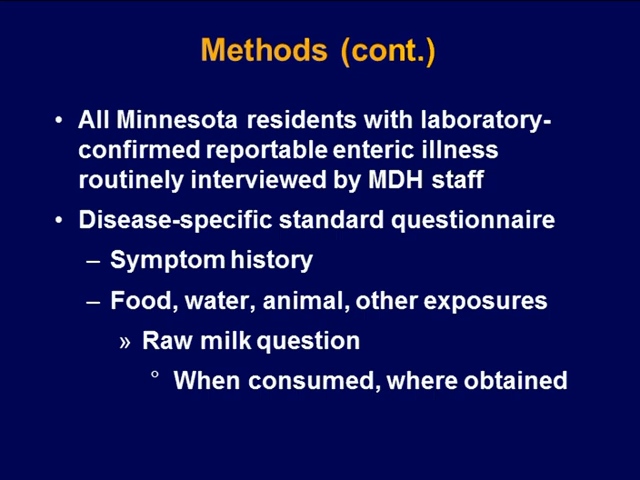 Methods (cont.)
• All Minnesota residents with laboratory-
confirmed reportable enteric illness
routinely interviewed by MDH staff
• Disease-specific standard questionnaire
– Symptom history
– Food, water, animal, other exposures
» Raw milk question
° When consumed, where obtained